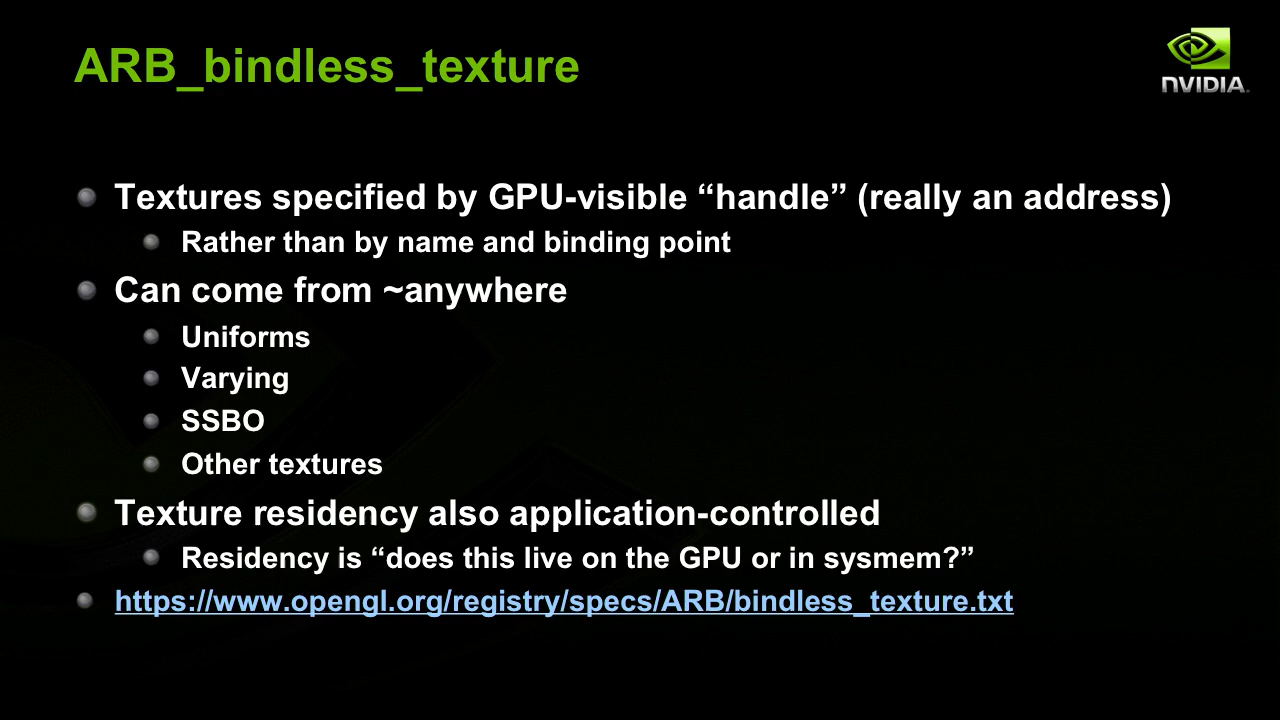 ARB_bindless_texture
NVIDIA
Textures specified by GPU-visible “handle” (really an address)
Rather than by name and binding point
Can come from ~anywhere
Uniforms
Varying
SSBO
Other textures
Texture residency also application-controlled
Residency is “does this live on the GPU or in sysmem?”
https://www.opengl.org/registry/specs/ARB/bindless_texture.txt